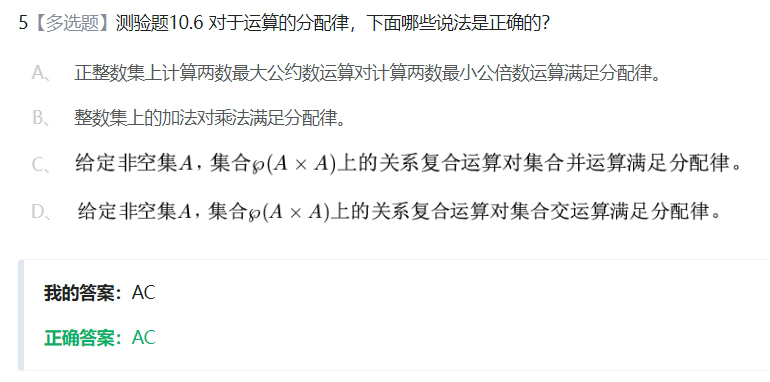 5【多选题】测验题10.6 对于运算的分配律，下面哪些说法是正确的？
A、 正整数集上计算两数最大公约数运算对计算两数最小公倍数运算满足分配律。
B、 整数集上的加法对乘法满足分配律。
C、 给定非空集A，集合℘(A × A)上的关系复合运算对集合并运算满足分配律。
D、 给定非空集A，集合℘(A × A)上的关系复合运算对集合交运算满足分配律。
我的答案：AC
正确答案：AC